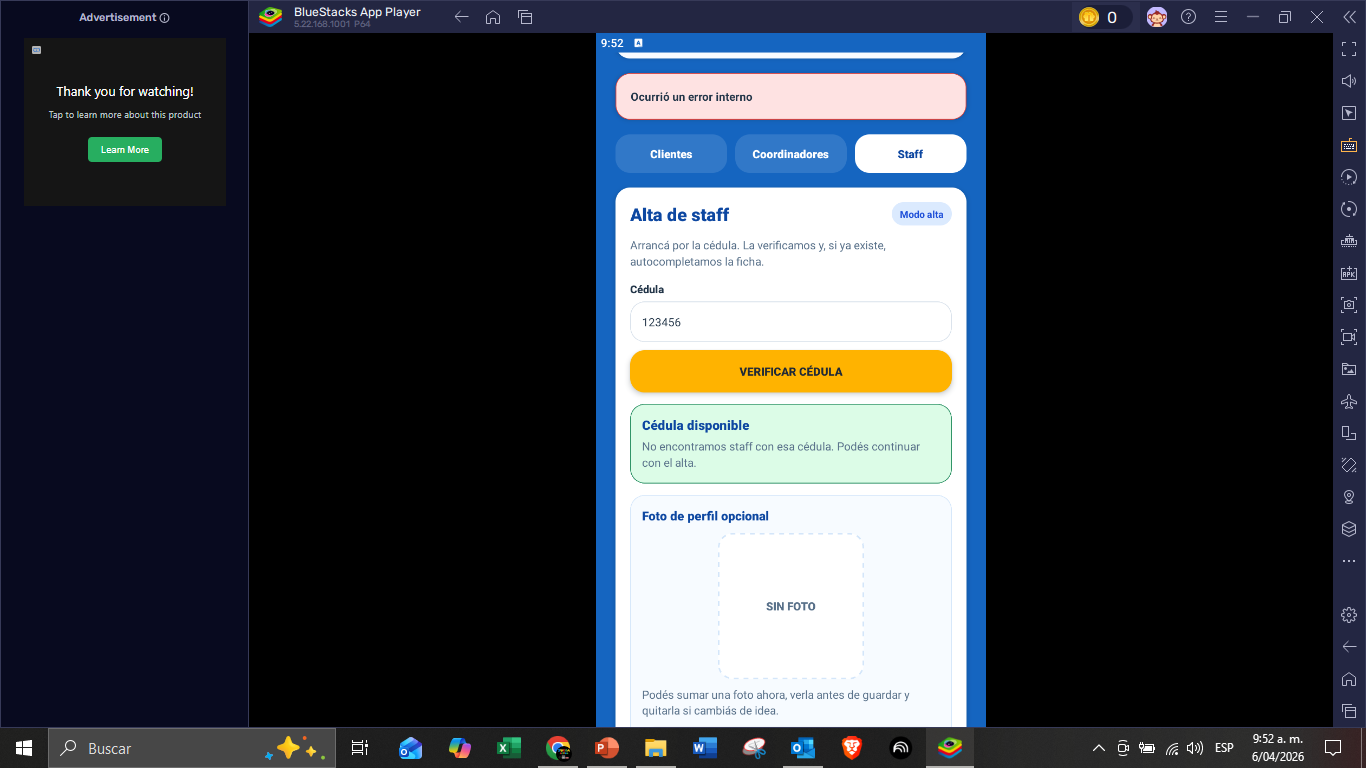 Advertisement
Thank you for watching!
Tap to learn more about this product
Learn More
BlueStacks App Player
5.22.168.1001 P64
0
9:52
Ocurrió un error interno
Clientes
Coordinadores
Staff
Alta de staff
Modo alta
Arrancá por la cédula. La verificamos y, si ya existe,
autocompletamos la ficha.
Cédula
123456
VERIFICAR CÉDULA
Cédula disponible
No encontramos staff con esa cédula. Podés continuar
con el alta.
Foto de perfil opcional
SIN FOTO
Podés sumar una foto ahora, verla antes de guardar y
quitarla si cambiás de idea.
Buscar
ESP
9:52 a. m.
6/04/2026